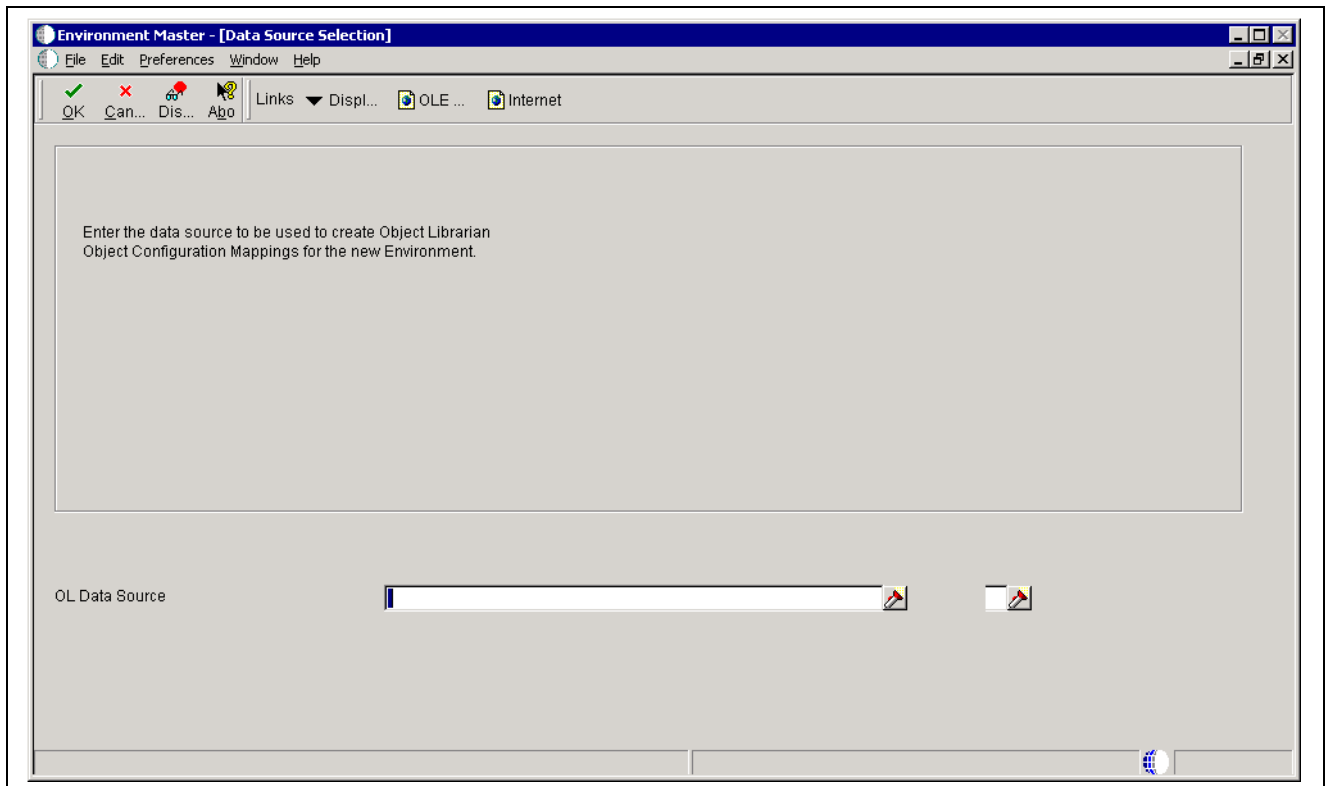 Environment Master - [Data Source Selection]
File Edit Preferences Window Help
OK Can... Dis... Abo Links Displ... OLE ... Internet
Enter the data source to be used to create Object Librarian
Object Configuration Mappings for the new Environment.
OL Data Source